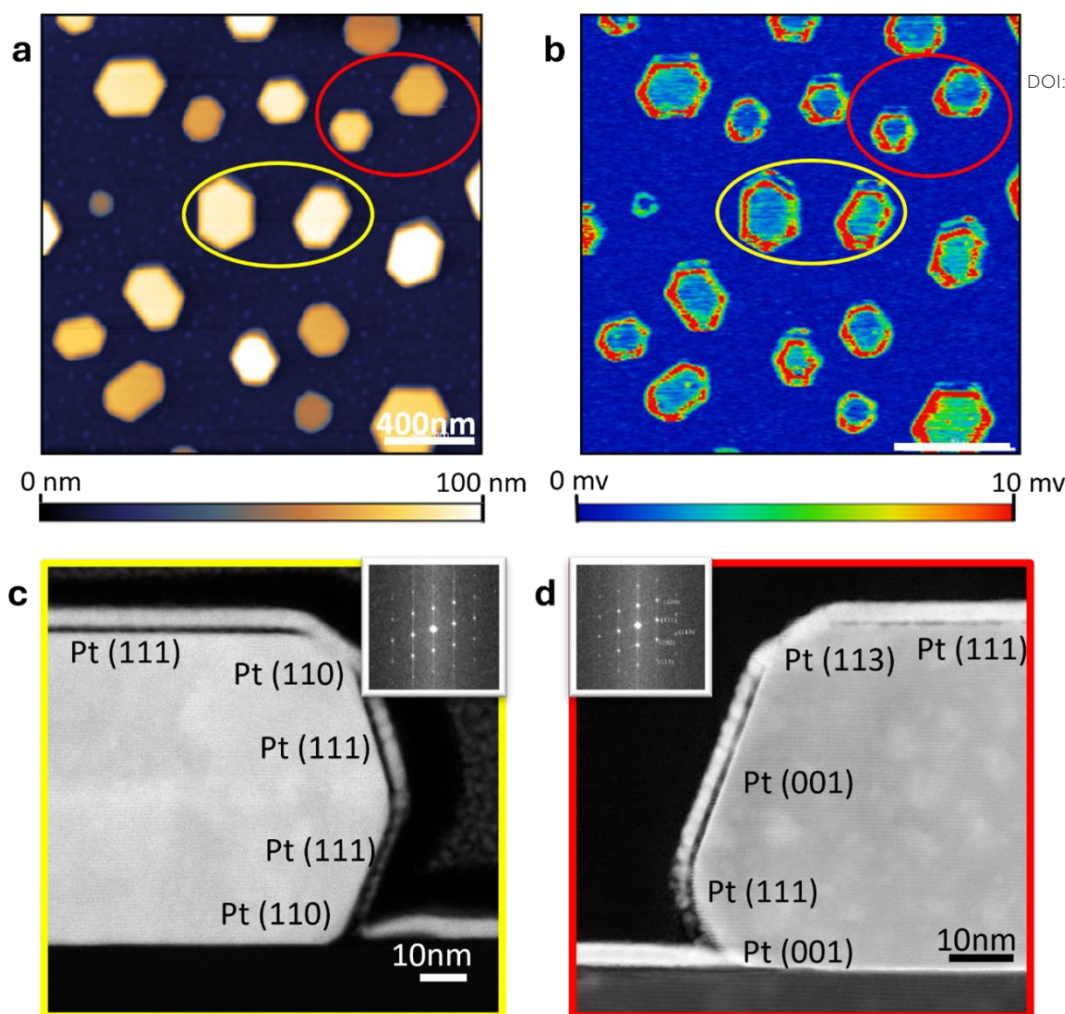 a
b
DOI:
400nm
0 nm
100 nm
0 mv
10 mv
c
Pt (111)
Pt (110)
Pt (111)
Pt (111)
Pt (110)
10nm
d
Pt (113)
Pt (111)
Pt (001)
Pt (111)
Pt (001)
10nm